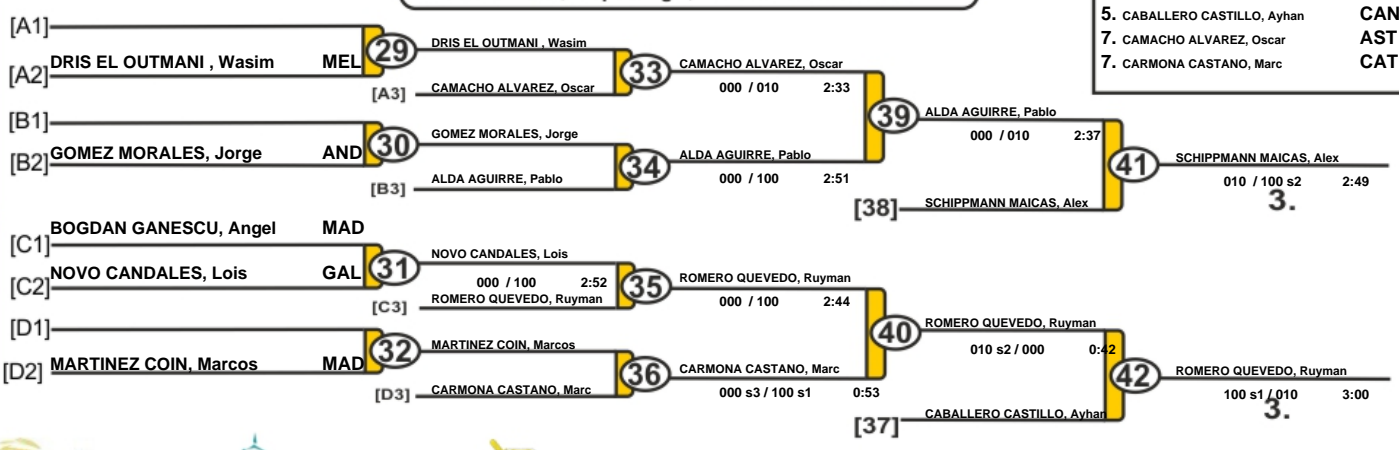 5. CABALLERO CASTILLO, Ayhan CAN
7. CAMACHO ALVAREZ, Oscar AST
7. CARMONA CASTANO, Marc CAT
[A1]
[A2] DRIS EL OUTMANI , Wasim MEL
29
DRIS EL OUTMANI , Wasim
[A3] CAMACHO ALVAREZ, Oscar
33
CAMACHO ALVAREZ, Oscar
000 / 010 2:33
[B1]
[B2] GOMEZ MORALES, Jorge AND
30
GOMEZ MORALES, Jorge
[B3] ALDA AGUIRRE, Pablo
34
ALDA AGUIRRE, Pablo
000 / 100 2:51
39
ALDA AGUIRRE, Pablo
000 / 010 2:37
[38] SCHIPPMANN MAICAS, Alex
41
SCHIPPMANN MAICAS, Alex
010 / 100 s2 2:49
3.
[C1] BOGDAN GANESCU, Angel MAD
[C2] NOVO CANDALES, Lois GAL
31
NOVO CANDALES, Lois
000 / 100 2:52
[C3] ROMERO QUEVEDO, Ruyman
35
ROMERO QUEVEDO, Ruyman
000 / 100 2:44
[D1]
[D2] MARTINEZ COIN, Marcos MAD
32
MARTINEZ COIN, Marcos
[D3] CARMONA CASTANO, Marc
36
CARMONA CASTANO, Marc
000 s3 / 100 s1 0:53
40
ROMERO QUEVEDO, Ruyman
010 s2 / 000 0:42
[37] CABALLERO CASTILLO, Ayhan
42
ROMERO QUEVEDO, Ruyman
100 s1 / 010 3:00
3.